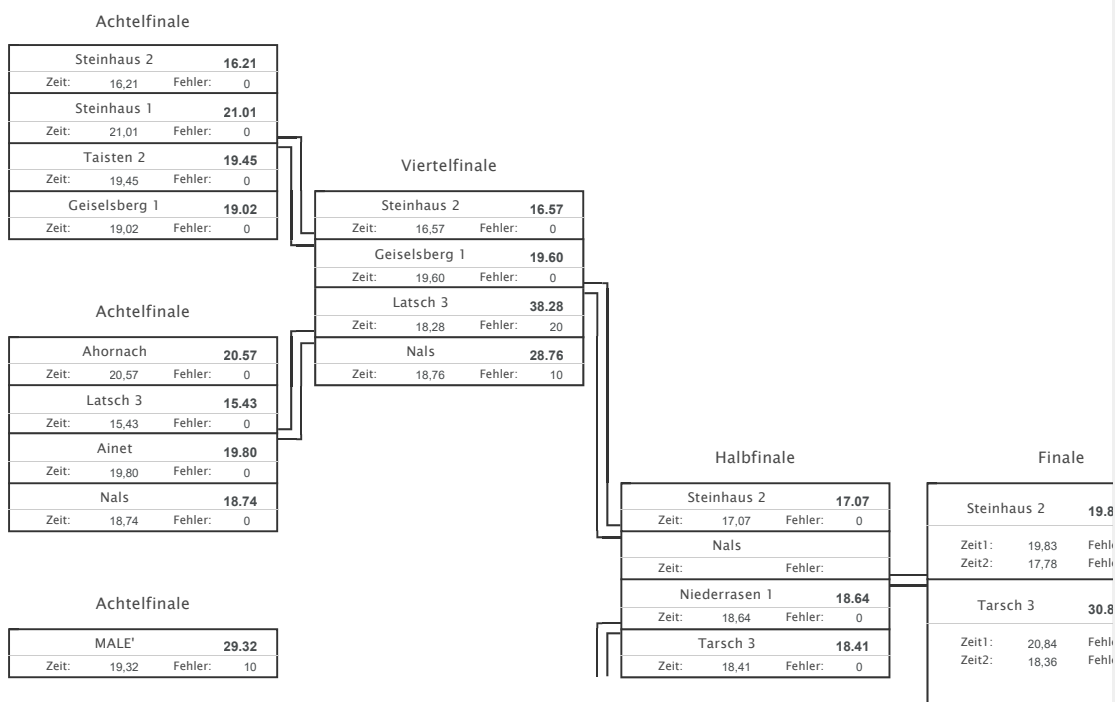 Achtelfinale
Steinhaus 2 16.21
Zeit: 16,21 Fehler: 0
Steinhaus 1 21.01
Zeit: 21,01 Fehler: 0
Taisten 2 19.45
Zeit: 19,45 Fehler: 0
Geiselsberg 1 19.02
Zeit: 19,02 Fehler: 0
Viertelfinale
Steinhaus 2 16.57
Zeit: 16,57 Fehler: 0
Geiselsberg 1 19.60
Zeit: 19,60 Fehler: 0
Latsch 3 38.28
Zeit: 18,28 Fehler: 20
Nals 28.76
Zeit: 18,76 Fehler: 10
Achtelfinale
Ahornach 20.57
Zeit: 20,57 Fehler: 0
Latsch 3 15.43
Zeit: 15,43 Fehler: 0
Ainet 19.80
Zeit: 19,80 Fehler: 0
Nals 18.74
Zeit: 18,74 Fehler: 0
Halbfinale
Steinhaus 2 17.07
Zeit: 17,07 Fehler: 0
Nals
Zeit: Fehler:
Niederrasen 1 18.64
Zeit: 18,64 Fehler: 0
Tarsch 3 18.41
Zeit: 18,41 Fehler: 0
Finale
Steinhaus 2 19.8
Zeit1: 19,83 Fehl
Zeit2: 17,78 Fehl
Tarsch 3 30.8
Zeit1: 20,84 Fehl
Zeit2: 18,36 Fehl
Achtelfinale
MALE' 29.32
Zeit: 19,32 Fehler: 10